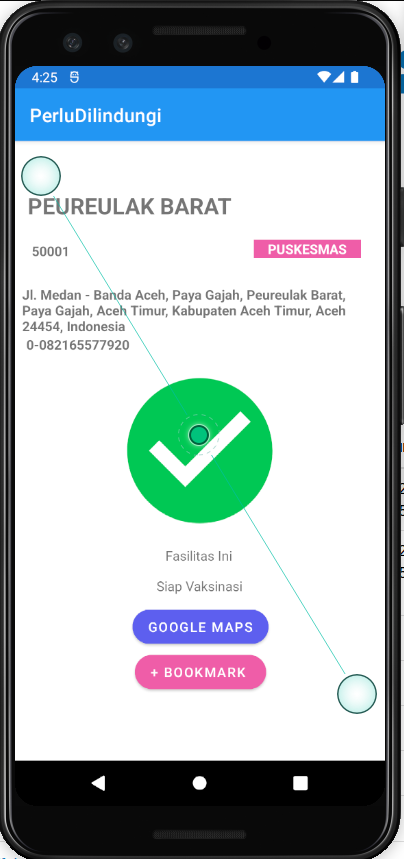 4:25
PerluDilindungi
PEUREULAK BARAT
50001
PUSKESMAS
Jl. Medan - Banda Aceh, Paya Gajah, Peureulak Barat,
Paya Gajah, Aceh Timur, Kabupaten Aceh Timur, Aceh
24454, Indonesia
0-082165577920
Fasilitas Ini
Siap Vaksinasi
GOOGLE MAPS
+ BOOKMARK